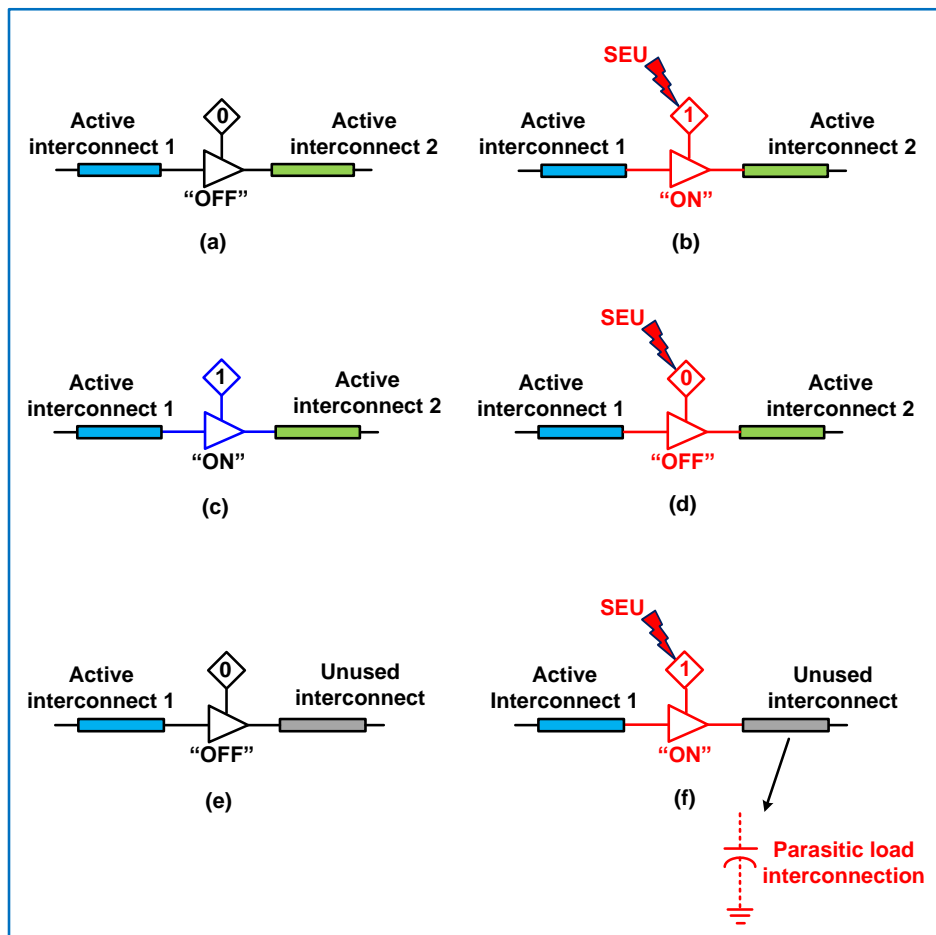 SEU
0
1
Active
interconnect 1
Active
interconnect 2
Active
interconnect 1
Active
interconnect 2
“OFF”
“ON”
(a)
(b)
SEU
1
0
Active
interconnect 1
Active
interconnect 2
Active
interconnect 1
Active
interconnect 2
“ON”
“OFF”
(c)
(d)
SEU
0
1
Active
interconnect 1
Unused
interconnect
Active
Interconnect 1
Unused
interconnect
“OFF”
“ON”
(e)
(f)
Parasitic load
interconnection